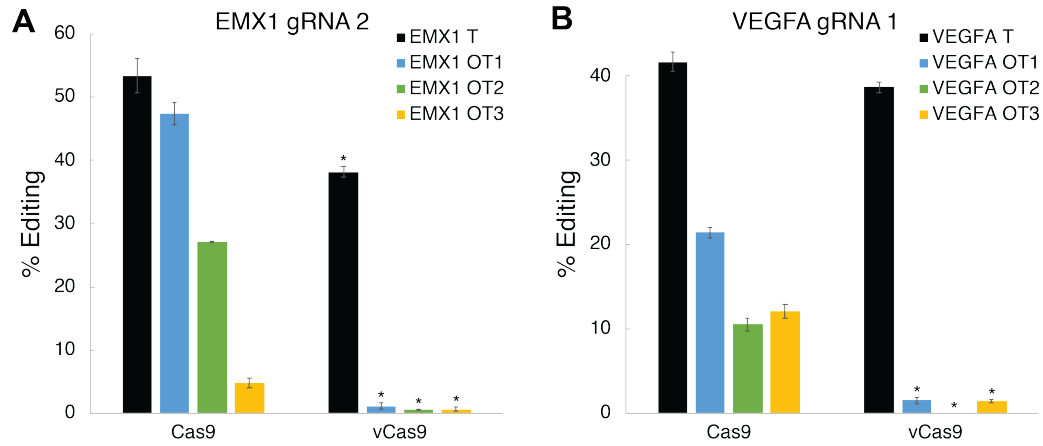 A
EMX1 gRNA 2
EMX1 T
EMX1 OT1
EMX1 OT2
EMX1 OT3
% Editing
60
50
40
30
20
10
0
*
*
*
*
Cas9
vCas9
B
VEGFA gRNA 1
VEGFA T
VEGFA OT1
VEGFA OT2
VEGFA OT3
% Editing
40
30
20
10
0
*
*
*
Cas9
vCas9